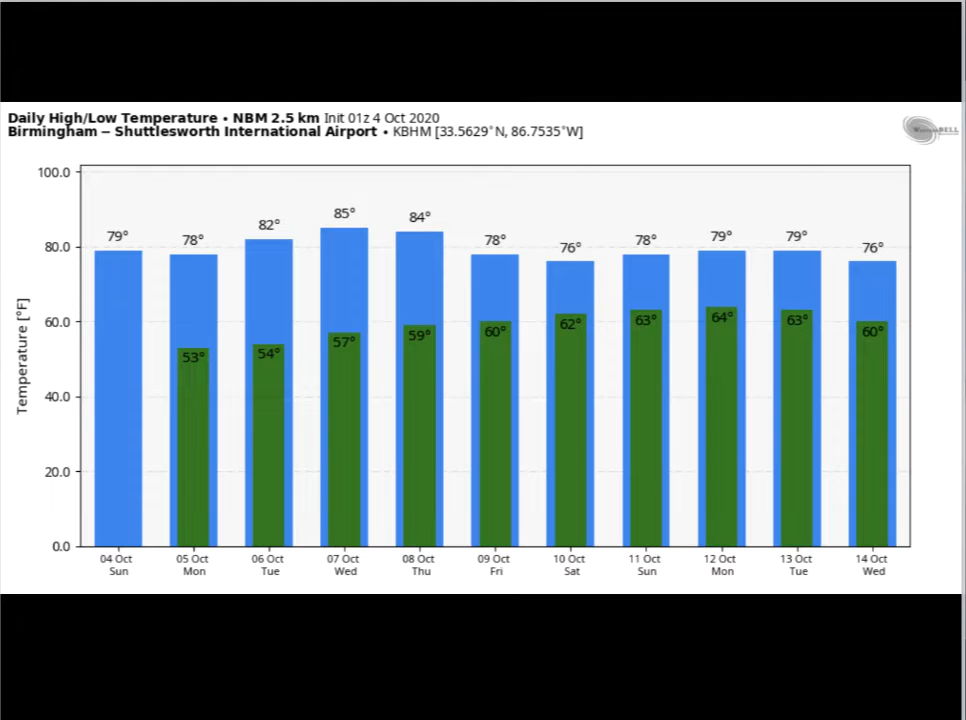 Daily High/Low Temperature • NBM 2.5 km Init 01z 4 Oct 2020
Birmingham − Shuttlesworth International Airport • KBHM [33.5629°N, 86.7535°W]
WeatherBELL
Temperature [°F]
100.0
80.0
60.0
40.0
20.0
0.0
79° 78° 82° 85° 84° 78° 76° 78° 79° 79° 76°
53° 54° 57° 59° 60° 62° 63° 64° 63° 60°
04 Oct 05 Oct 06 Oct 07 Oct 08 Oct 09 Oct 10 Oct 11 Oct 12 Oct 13 Oct 14 Oct
Sun Mon Tue Wed Thu Fri Sat Sun Mon Tue Wed